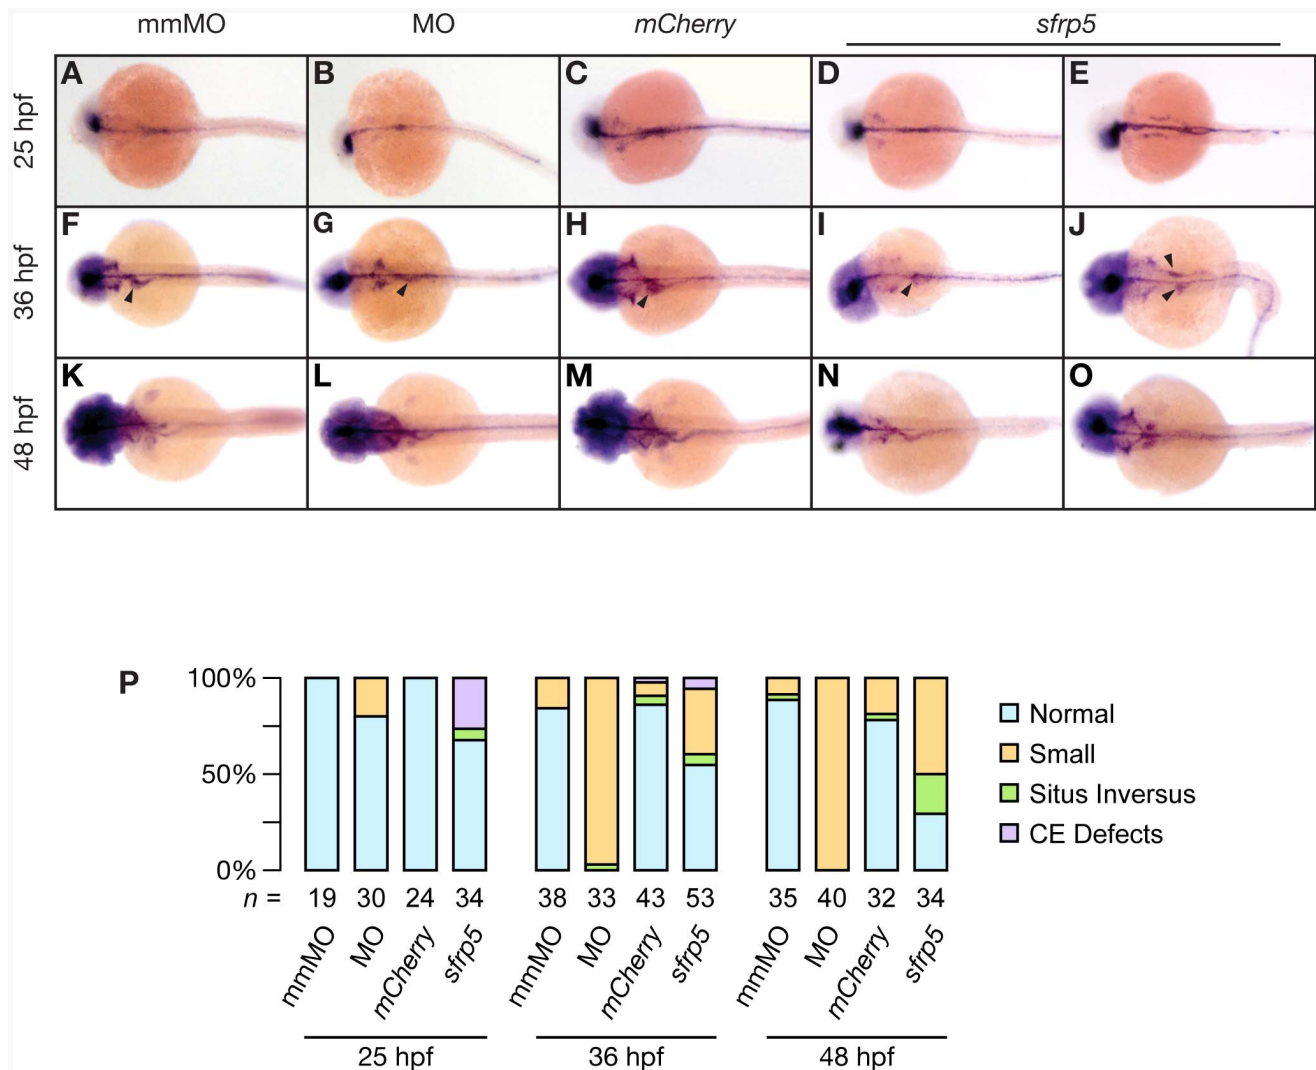 mmMO MO mCherry sfrp5
25 hpf
A B C D E
36 hpf
F G H I J
48 hpf
K L M N O
P
100%
50%
0%
Normal
Small
Situs Inversus
CE Defects
n = 19 30 24 34 38 33 43 53 35 40 32 34
mmMO MO mCherry sfrp5 mmMO MO mCherry sfrp5 mmMO MO mCherry sfrp5
25 hpf 36 hpf 48 hpf